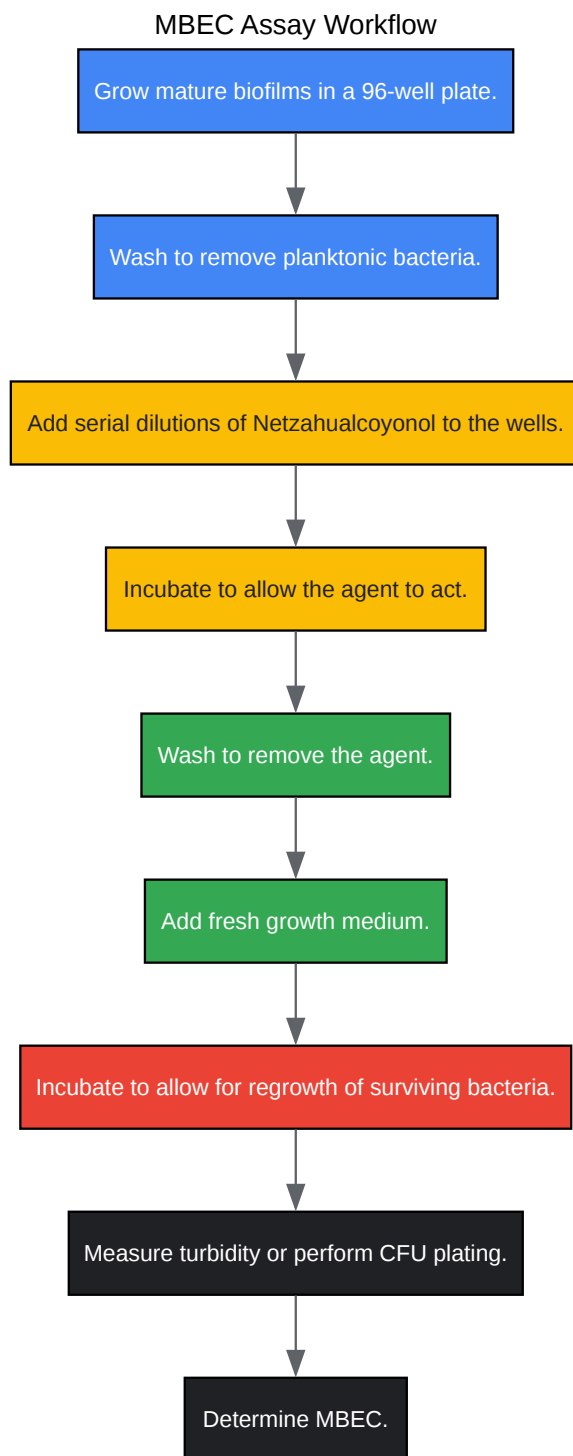 MBEC Assay Workflow
Grow mature biofilms in a 96-well plate.
Wash to remove planktonic bacteria.
Add serial dilutions of Netzahualcoyonol to the wells.
Incubate to allow the agent to act.
Wash to remove the agent.
Add fresh growth medium.
Incubate to allow for regrowth of surviving bacteria.
Measure turbidity or perform CFU plating.
Determine MBEC.